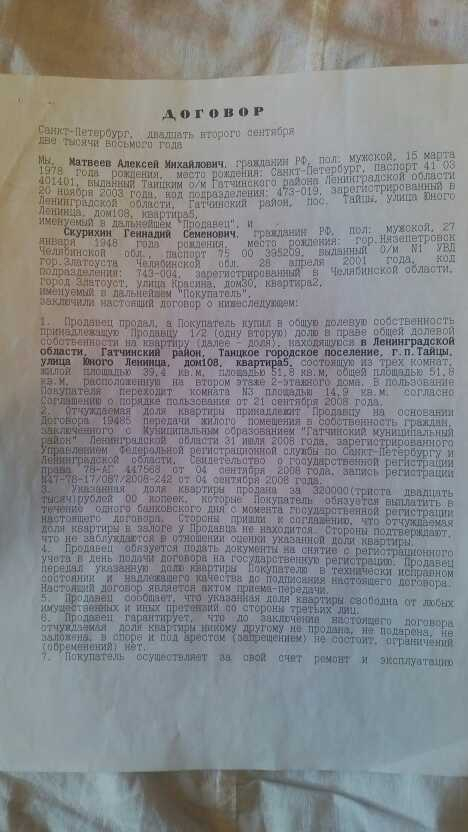 ДОГОВОР
Санкт-Петербург, двадцать второго сентября
две тысячи восьмого года
Мы, Матвеев Алексей Михайлович, гражданин РФ, пол: мужской, 15 марта
1978 года рождения, место рождения: Санкт-Петербург, паспорт 41 03
401401, выданный Таицким о/м Гатчинского района Ленинградской области
20 ноября 2003 года, код подразделения: 473-019, зарегистрированный в
Ленинградской области, Гатчинский район, пос. Тайцы, улица Юного
Ленинца, дом108, квартира5,
именуемый в дальнейшем "Продавец", и
Скурихин Геннадий Семенович, гражданин РФ, пол: мужской, 27
января 1948 года рождения, место рождения: гор.Нязепетровск
Челябинской обл., паспорт 75 00 395209, выданный О/м N1 УВД
гор.Златоуста Челябинской обл. 28 апреля 2001 года, код
подразделения: 743-004, зарегистрированный в Челябинской области,
город Златоуст, улица Красина, дом30, квартира2,
именуемый в дальнейшем "Покупатель",
заключили настоящий договор о нижеследующем:
1. Продавец продал, а Покупатель купил в общую долевую собственность
принадлежащую Продавцу 1/2 (одну вторую) долю в праве общей долевой
собственности на квартиру (далее - доля), находящуюся в Ленинградской
области, Гатчинский район, Таицкое городское поселение, г.п.Тайцы,
улица Юного Ленинца, дом108, квартира5, состоящую из трех комнат,
жилой площадью 39,4 кв.м, площадью 51,8 кв.м, общей площадью 51,8
кв.м, расположенную на втором этаже 2-этажного дома. В пользование
Покупателя переходит комната N3 площадью 14,9 кв.м. согласно
Соглашению о порядке пользования от 21 сентября 2008 года.
2. Отчуждаемая доля квартиры принадлежит Продавцу на основании
Договора 19485 передачи жилого помещения в собственность граждан,
заключенного с Муниципальным образованием "Гатчинский муниципальный
район" Ленинградской области 31 июля 2008 года, зарегистрированного
Управлением Федеральной регистрационной службы по Санкт-Петербургу и
Ленинградской области, Свидетельство о государственной регистрации
права 78-АС 447568 от 04 сентября 2008 года, запись регистрации
N47-78-17/087/2008-242 от 04 сентября 2008 года.
3. Указанная доля квартиры продана за 320000(триста двадцать
тысяч)рублей 00 копеек, которые Покупатель обязуется выплатить в
течение одного банковского дня с момента государственной регистрации
настоящего договора. Стороны пришли к соглашению, что отчуждаемая
доля квартиры в залоге у Продавца не находится. Стороны подтверждают,
что не заблуждаются в отношении оценки указанной доли квартиры.
4. Продавец обязуется подать документы на снятие с регистрационного
учета в день подачи договора на государственную регистрацию. Продавец
передал указанную долю квартиры Покупателю в технически исправном
состоянии и надлежащего качества до подписания настоящего договора.
Настоящий договор является актом приема-передачи.
5. Продавец сообщает, что указанная доля квартиры свободна от любых
имущественных и иных претензий со стороны третьих лиц.
6. Продавец гарантирует, что до заключения настоящего договора
отчуждаемая доля квартиры никому другому не продана, не подарена, не
заложена, в споре и под арестом (запрещением) не состоит, ограничений
(обременений) нет.
7. Покупатель осуществляет за свой счет ремонт и эксплуатацию